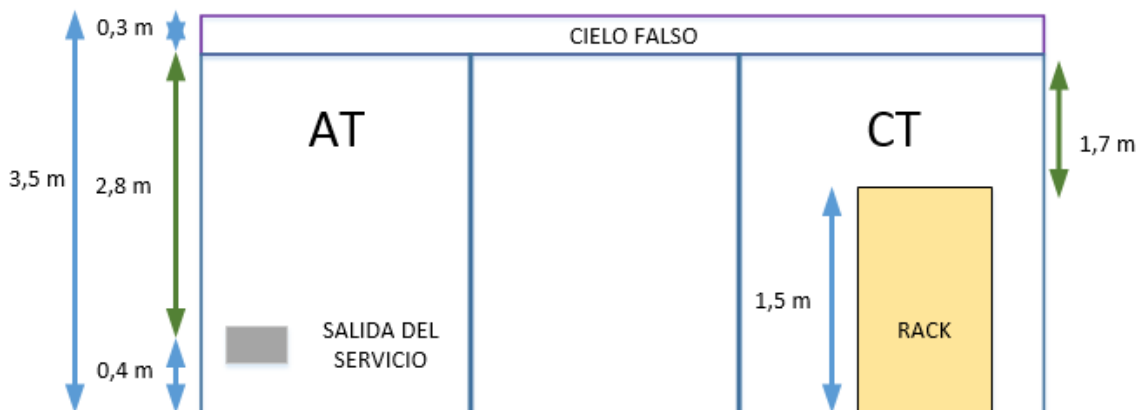 0,3 m
CIELO FALSO
AT
CT
1,7 m
3,5 m
2,8 m
1,5 m
SALIDA DEL
SERVICIO
RACK
0,4 m